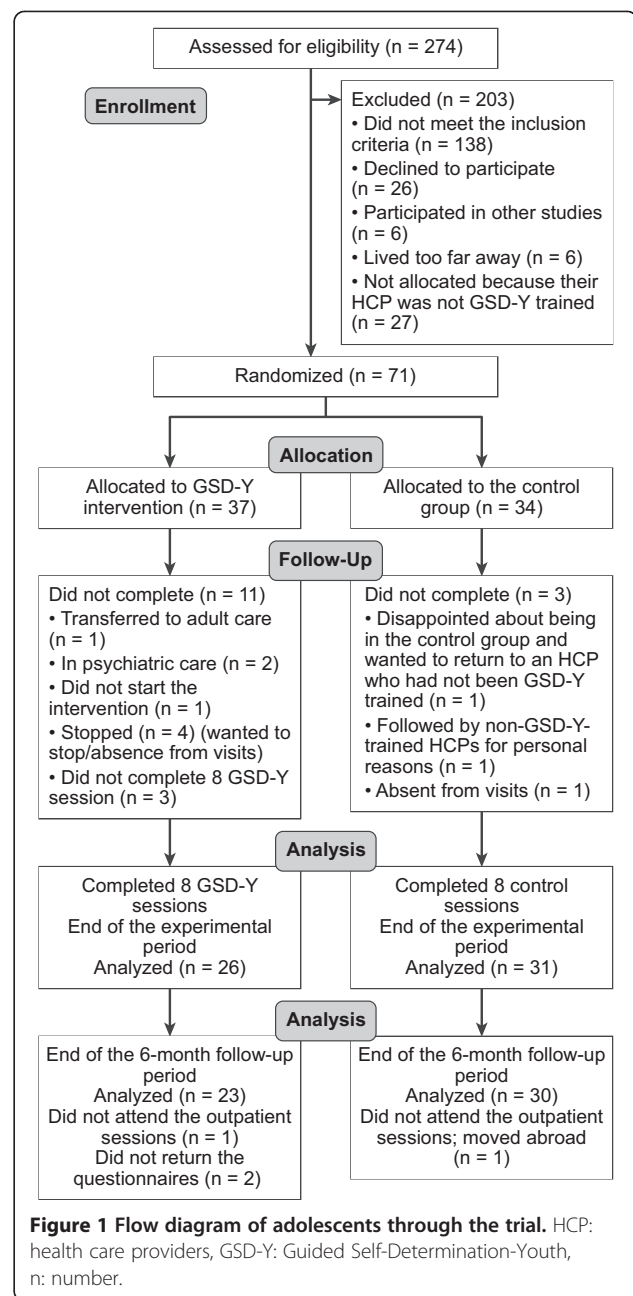 Assessed for eligibility (n = 274)
Enrollment
Excluded (n = 203)
• Did not meet the inclusion
criteria (n = 138)
• Declined to participate
(n = 26)
• Participated in other studies
(n = 6)
• Lived too far away (n = 6)
• Not allocated because their
HCP was not GSD-Y trained
(n = 27)
Randomized (n = 71)
Allocation
Allocated to GSD-Y
intervention (n = 37)
Allocated to the control
group (n = 34)
Follow-Up
Did not complete (n = 11)
• Transferred to adult care
(n = 1)
• In psychiatric care (n = 2)
• Did not start the
intervention (n = 1)
• Stopped (n = 4) (wanted to
stop/absence from visits)
• Did not complete 8 GSD-Y
session (n = 3)
Did not complete (n = 3)
• Disappointed about being
in the control group and
wanted to return to an HCP
who had not been GSD-Y
trained (n = 1)
• Followed by non-GSD-Y-
trained HCPs for personal
reasons (n = 1)
• Absent from visits (n = 1)
Analysis
Completed 8 GSD-Y
sessions
End of the experimental
period
Analyzed (n = 26)
Completed 8 control
sessions
End of the experimental
period
Analyzed (n = 31)
Analysis
End of the 6-month follow-up
period
Analyzed (n = 23)
Did not attend the outpatient
sessions (n = 1)
Did not return the
questionnaires (n = 2)
End of the 6-month follow-up
period
Analyzed (n = 30)
Did not attend the outpatient
sessions; moved abroad
(n = 1)
Figure 1 Flow diagram of adolescents through the trial. HCP:
health care providers, GSD-Y: Guided Self-Determination-Youth,
n: number.